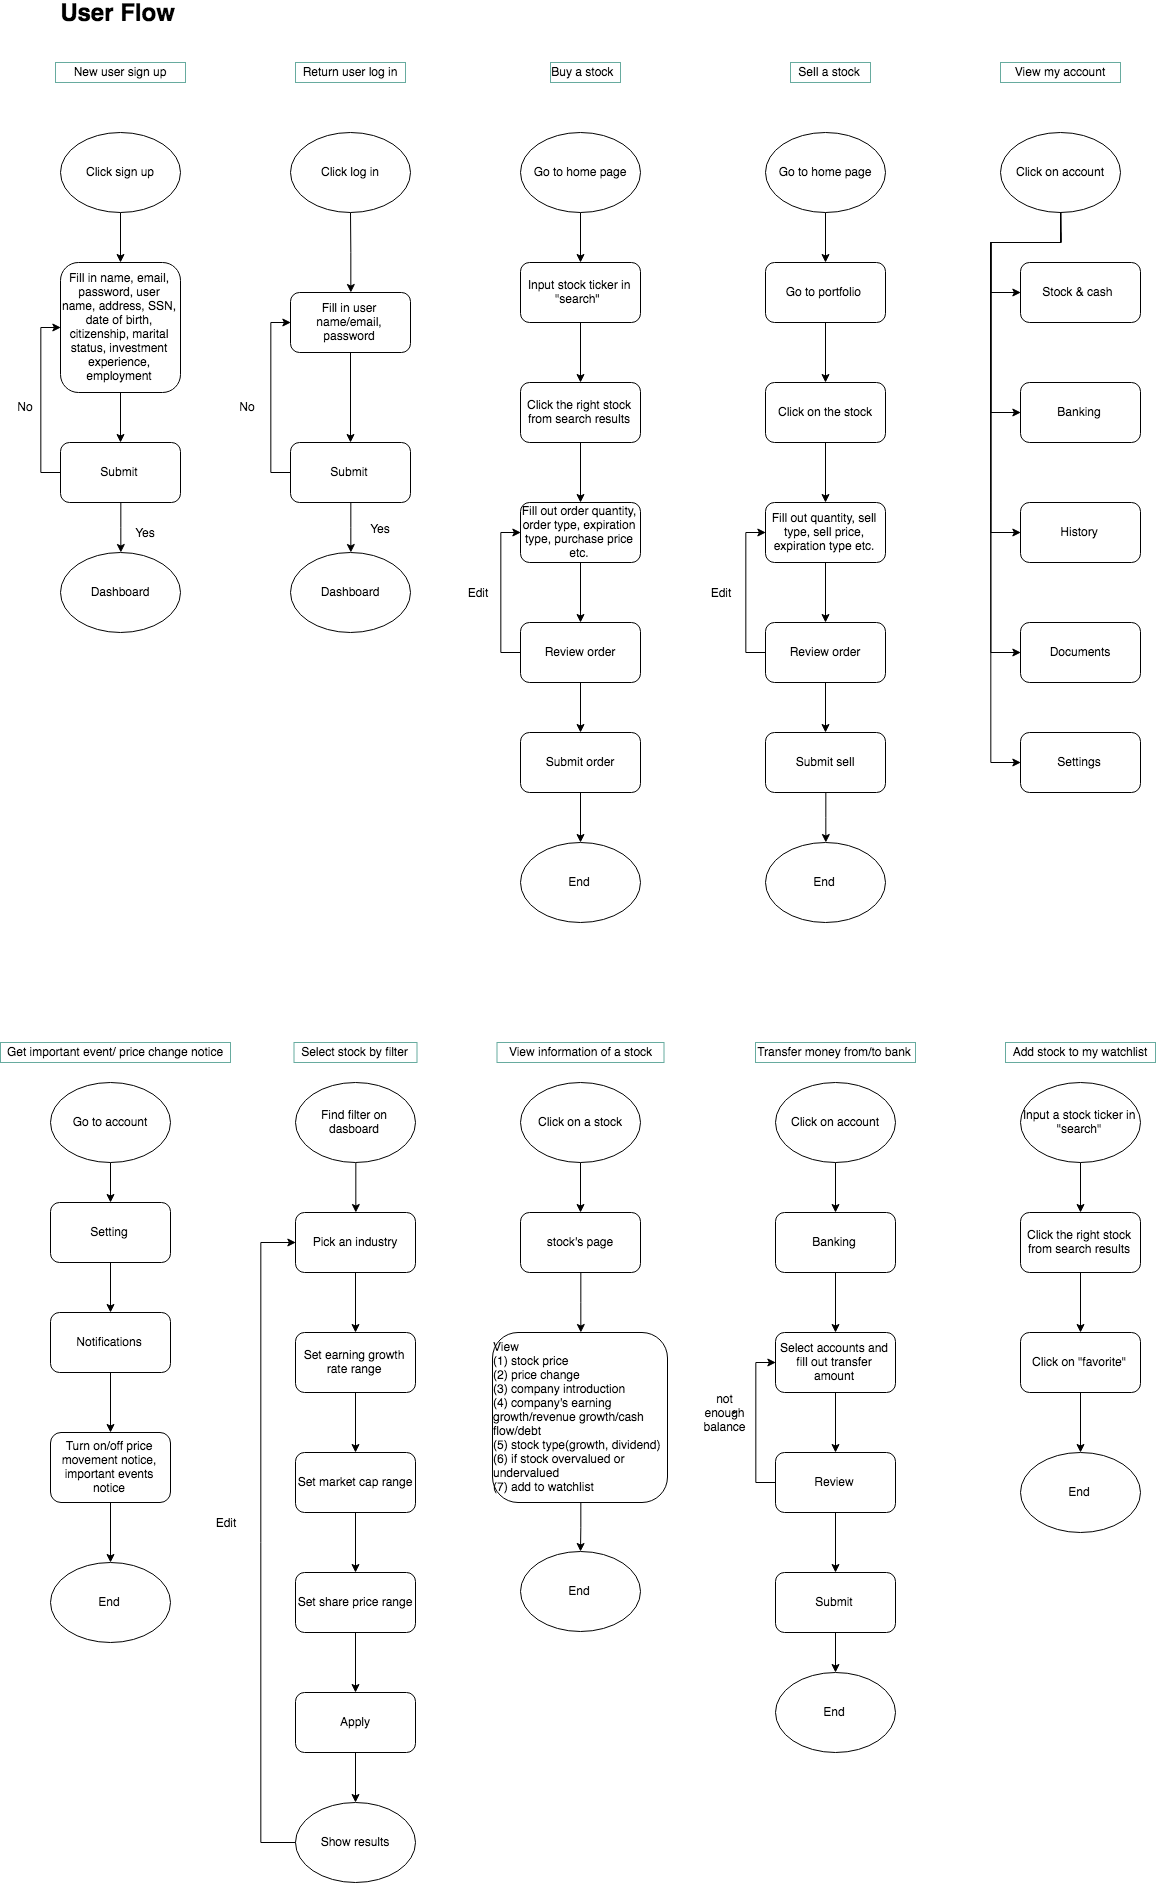 User Flow
New user sign up
Click sign up
Fill in name, email,
password, user
name, address, SSN,
date of birth,
citizenship, marital
status, investment
experience,
employment
No
Submit
Yes
Dashboard
Return user log in
Click log in
Fill in user
name/email,
password
No
Submit
Yes
Dashboard
Buy a stock
Go to home page
Input stock ticker in
"search"
Click the right stock
from search results
Fill out order quantity,
order type, expiration
type, purchase price
etc.
Edit
Review order
Submit order
End
Sell a stock
Go to home page
Go to portfolio
Click on the stock
Fill out quantity, sell
type, sell price,
expiration type etc.
Edit
Review order
Submit sell
End
View my account
Click on account
Stock & cash
Banking
History
Documents
Settings
Get important event/ price change notice
Go to account
Setting
Notifications
Turn on/off price
movement notice,
important events
notice
End
Select stock by filter
Find filter on
dasboard
Pick an industry
Set earning growth
rate range
Set market cap range
Edit
Set share price range
Apply
Show results
View information of a stock
Click on a stock
stock's page
View
(1) stock price
(2) price change
(3) company introduction
(4) company's earning
growth/revenue growth/cash
flow/debt
(5) stock type(growth, dividend)
(6) if stock overvalued or
undervalued
(7) add to watchlist
End
Transfer money from/to bank
Click on account
Banking
Select accounts and
fill out transfer
amount
not
enough
balance
Review
Submit
End
Add stock to my watchlist
Input a stock ticker in
"search"
Click the right stock
from search results
Click on "favorite"
End